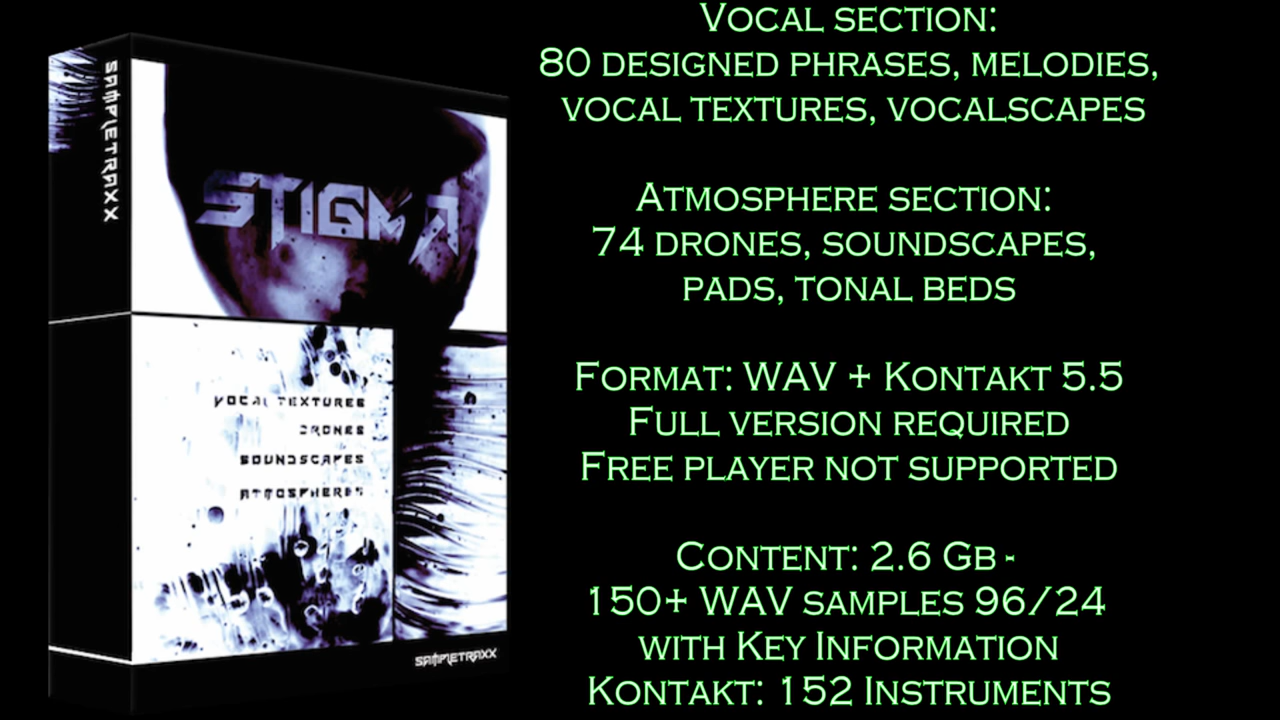 SAMPLETRAXX
STIGMA
VOCAL TEXTURES
DRONES
SOUNDSCAPES
ATMOSPHERES
SAMPLETRAXX
VOCAL SECTION:
80 DESIGNED PHRASES, MELODIES,
VOCAL TEXTURES, VOCALSCAPES
ATMOSPHERE SECTION:
74 DRONES, SOUNDSCAPES,
PADS, TONAL BEDS
FORMAT: WAV + KONTAKT 5.5
FULL VERSION REQUIRED
FREE PLAYER NOT SUPPORTED
CONTENT: 2.6 GB -
150+ WAV SAMPLES 96/24
WITH KEY INFORMATION
KONTAKT: 152 INSTRUMENTS